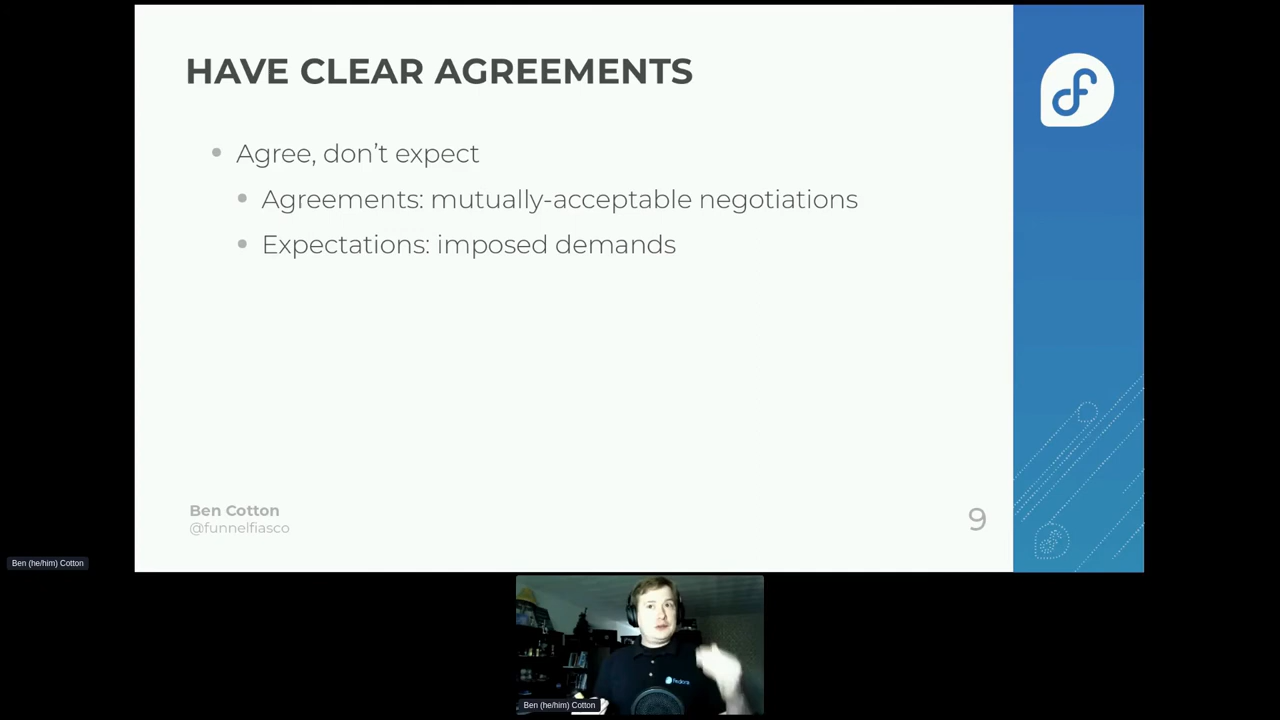 HAVE CLEAR AGREEMENTS
Agree, don’t expect
Agreements: mutually-acceptable negotiations
Expectations: imposed demands
Ben Cotton
@funnelfiasco
9
Ben (he/him) Cotton
fedora
Ben (he/him) Cotton